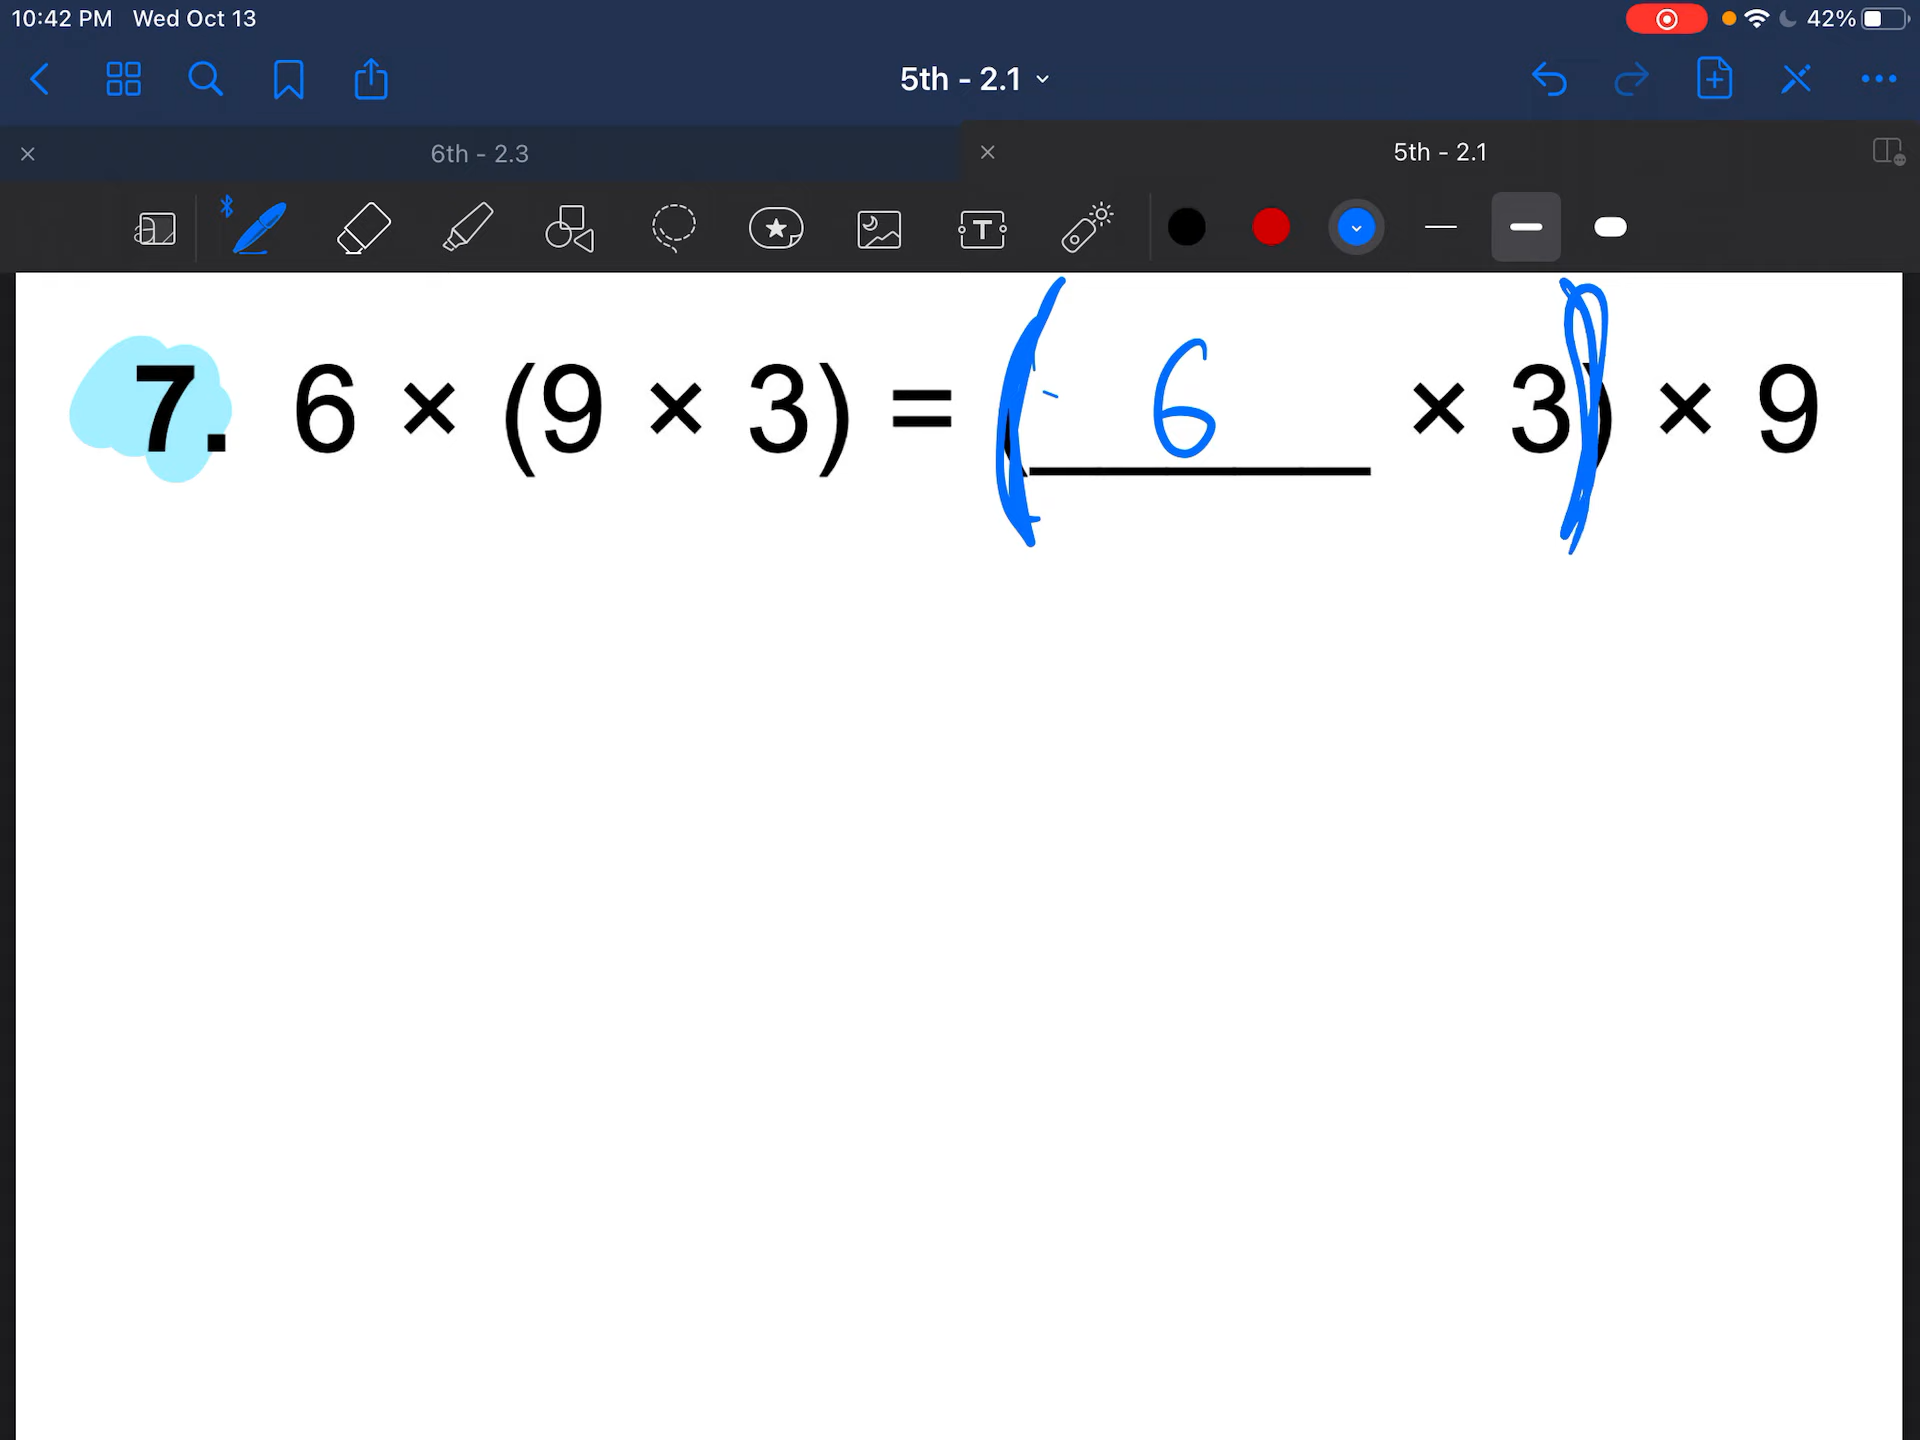 10:42 PM Wed Oct 13 42%
5th - 2.1
6th - 2.3 5th - 2.1
7. 6 × (9 × 3) = (6 × 3) × 9